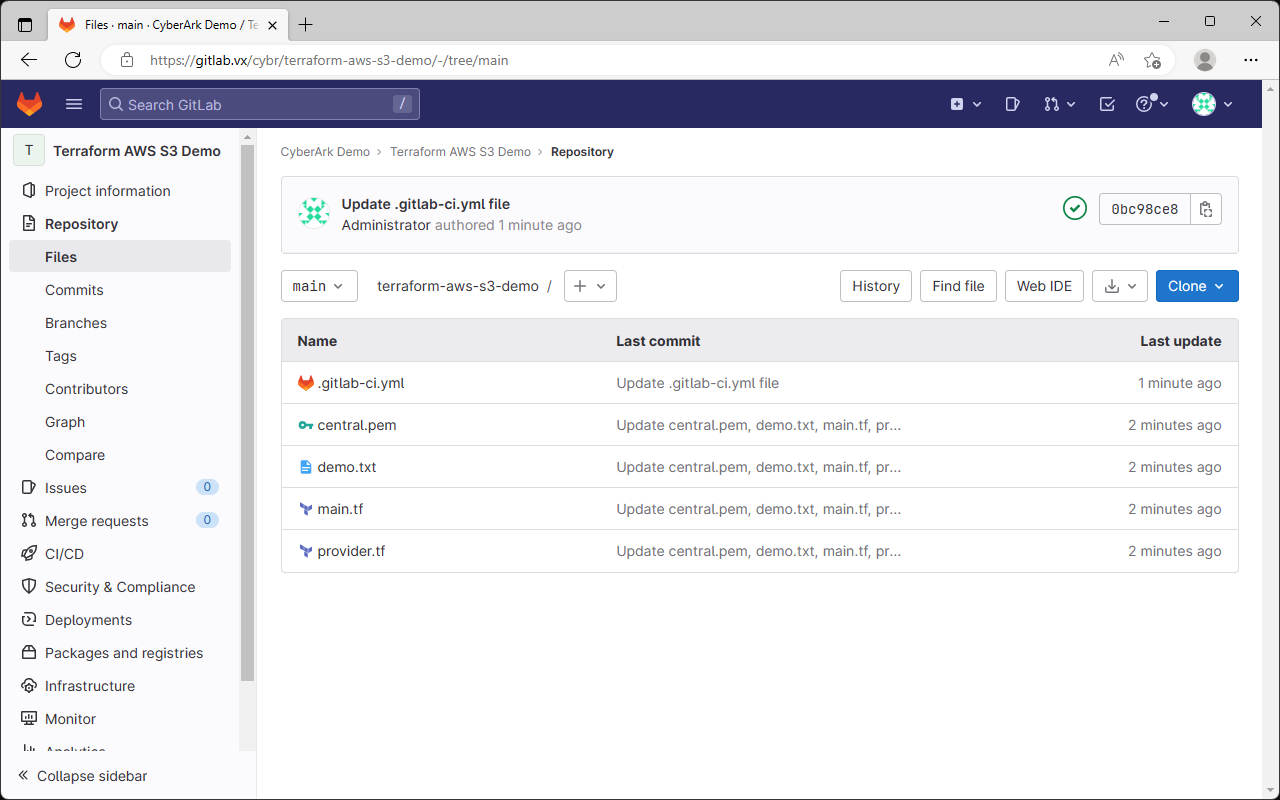 Files · main · CyberArk Demo / Te
https://gitlab.vx/cybr/terraform-aws-s3-demo/-/tree/main
Search GitLab /
T Terraform AWS S3 Demo
Project information
Repository
Files
Commits
Branches
Tags
Contributors
Graph
Compare
Issues 0
Merge requests 0
CI/CD
Security & Compliance
Deployments
Packages and registries
Infrastructure
Monitor
Analytics
Collapse sidebar
CyberArk Demo › Terraform AWS S3 Demo › Repository
Update .gitlab-ci.yml file
Administrator authored 1 minute ago
0bc98ce8
main terraform-aws-s3-demo / +
History Find file Web IDE Clone
Name Last commit Last update
.gitlab-ci.yml Update .gitlab-ci.yml file 1 minute ago
central.pem Update central.pem, demo.txt, main.tf, pr... 2 minutes ago
demo.txt Update central.pem, demo.txt, main.tf, pr... 2 minutes ago
main.tf Update central.pem, demo.txt, main.tf, pr... 2 minutes ago
provider.tf Update central.pem, demo.txt, main.tf, pr... 2 minutes ago